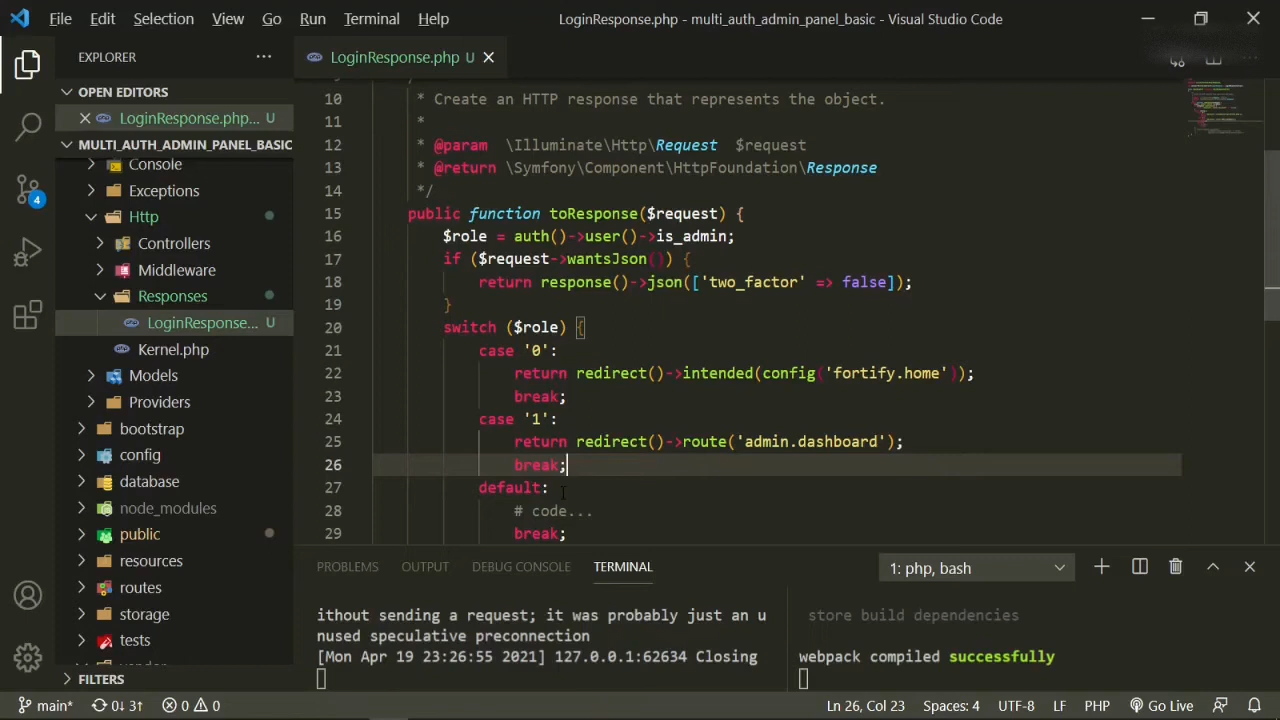 File Edit Selection View Go Run Terminal Help LoginResponse.php - multi_auth_admin_panel_basic - Visual Studio Code
EXPLORER
LoginResponse.php U
OPEN EDITORS
LoginResponse.php... U
MULTI_AUTH_ADMIN_PANEL_BASIC
Console
Exceptions
Http
Controllers
Middleware
Responses
LoginResponse... U
Kernel.php
Models
Providers
bootstrap
config
database
node_modules
public
resources
routes
storage
tests
FILTERS
4
10 * Create an HTTP response that represents the object.
11 *
12 * @param \Illuminate\Http\Request $request
13 * @return \Symfony\Component\HttpFoundation\Response
14 */
15 public function toResponse($request) {
16 $role = auth()->user()->is_admin;
17 if ($request->wantsJson()) {
18 return response()->json(['two_factor' => false]);
19 }
20 switch ($role) {
21 case '0':
22 return redirect()->intended(config('fortify.home'));
23 break;
24 case '1':
25 return redirect()->route('admin.dashboard');
26 break;
27 default:
28 # code...
29 break;
PROBLEMS OUTPUT DEBUG CONSOLE TERMINAL 1: php, bash
ithout sending a request; it was probably just an u
nused speculative preconnection
[Mon Apr 19 23:26:55 2021] 127.0.0.1:62634 Closing
store build dependencies
webpack compiled successfully
main* 0↓ 3↑ 0 0 Ln 26, Col 23 Spaces: 4 UTF-8 LF PHP Go Live